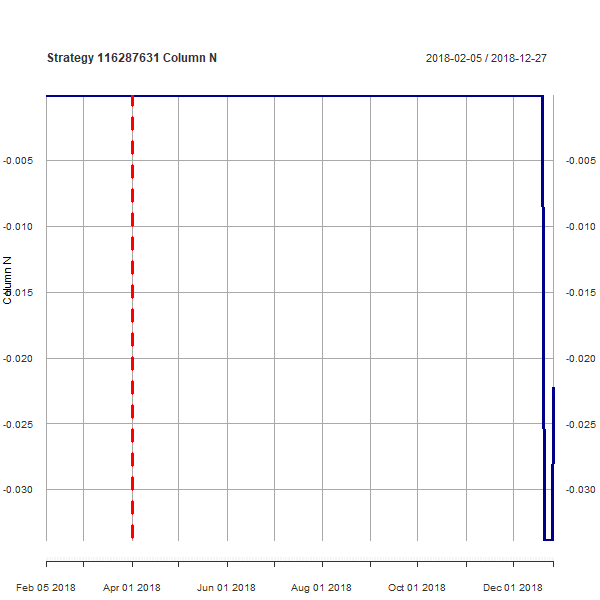 Strategy 116287631 Column N
2018-02-05 / 2018-12-27
Column N
-0.005
-0.005
-0.010
-0.010
-0.015
-0.015
-0.020
-0.020
-0.025
-0.025
-0.030
-0.030
Feb 05 2018
Apr 01 2018
Jun 01 2018
Aug 01 2018
Oct 01 2018
Dec 01 2018